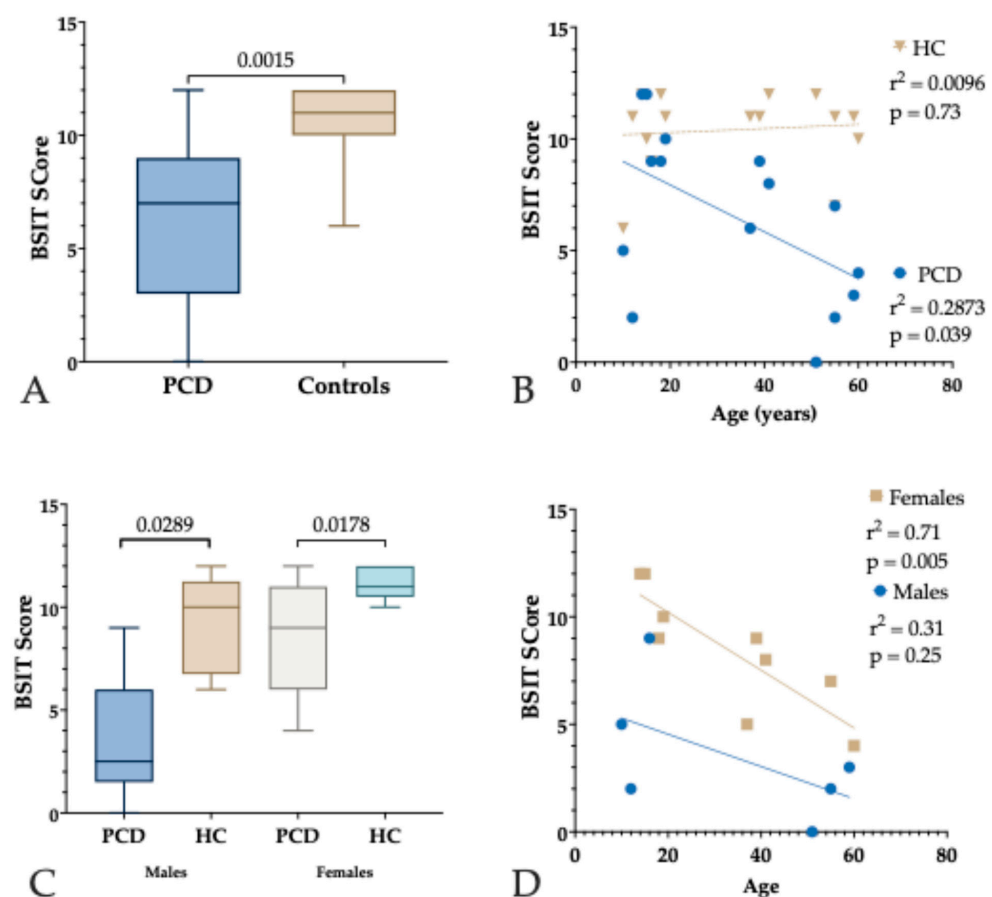 15
10
5
0
BSIT SCore
0.0015
PCD
Controls
A
15
10
5
0
BSIT Score
HC
r² = 0.0096
p = 0.73
PCD
r² = 0.2873
p = 0.039
0
20
40
60
80
Age (years)
B
15
10
5
0
BSIT Score
0.0289
0.0178
PCD
HC
PCD
HC
Males
Females
C
15
10
5
0
BSIT SCore
Females
r² = 0.71
p = 0.005
Males
r² = 0.31
p = 0.25
0
20
40
60
80
Age
D